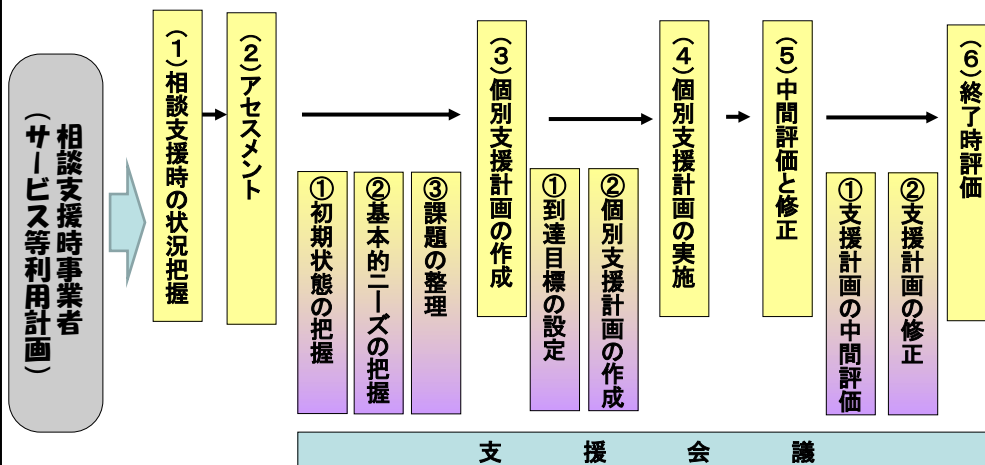 相談支援時事業者
(サービス等利用計画)
(1)相談支援時の状況把握
(2)アセスメント
①初期状態の把握
②基本的ニーズの把握
③課題の整理
(3)個別支援計画の作成
①到達目標の設定
②個別支援計画の作成
(4)個別支援計画の実施
(5)中間評価と修正
①支援計画の中間評価
②支援計画の修正
(6)終了時評価
支援会議